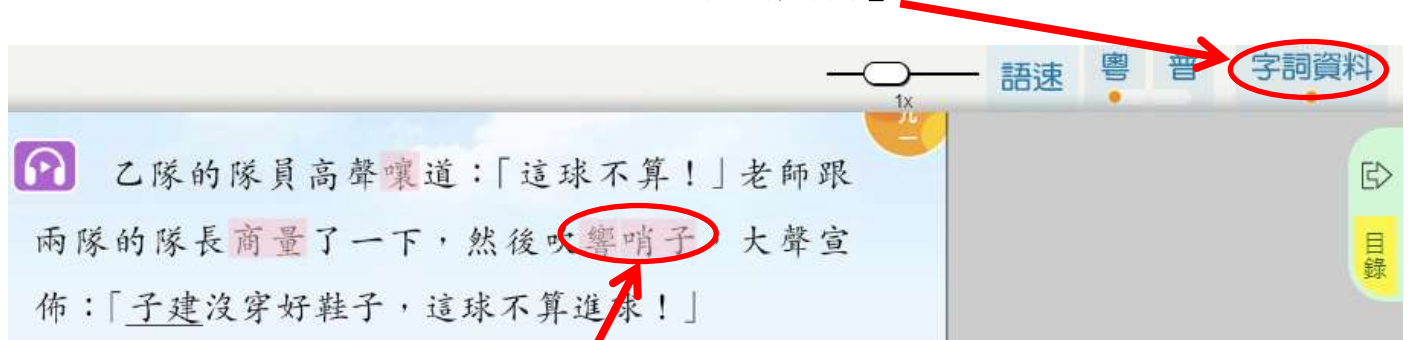 語速 粵 普 字詞資料
1x
九一
乙隊的隊員高聲嚷道：「這球不算！」老師跟
兩隊的隊長商量了一下，然後吹響哨子，大聲宣
佈：「子建沒穿好鞋子，這球不算進球！」
目錄